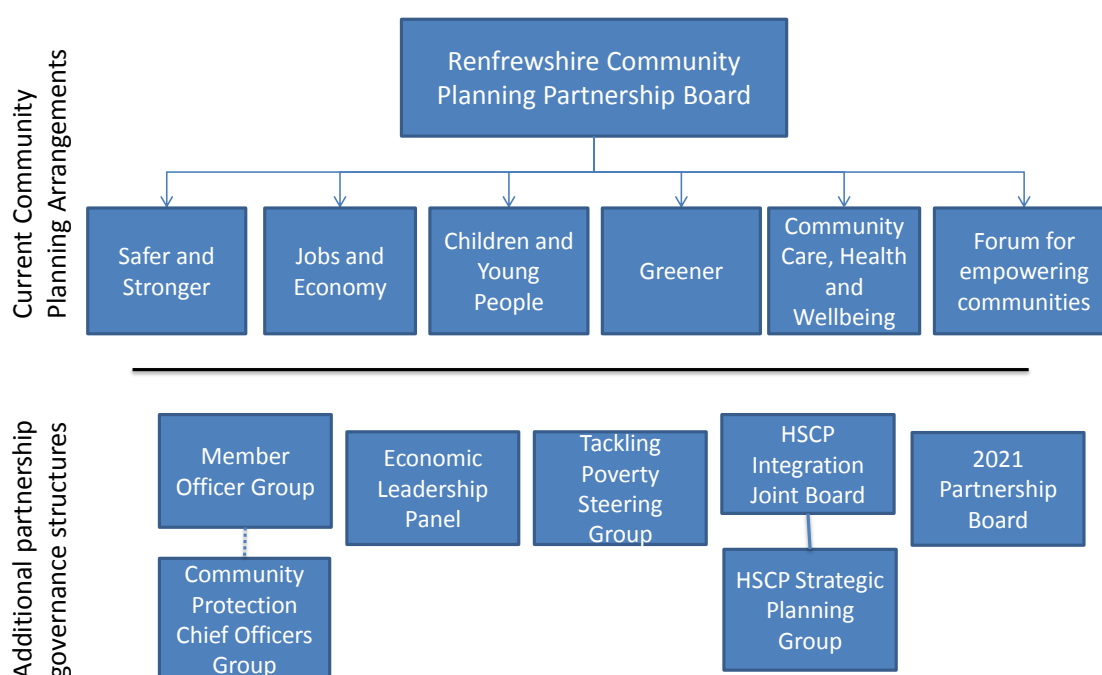 Current Community
Planning Arrangements
Renfrewshire Community
Planning Partnership Board
Safer and
Stronger
Jobs and
Economy
Children and
Young
People
Greener
Community
Care, Health
and
Wellbeing
Forum for
empowering
communities
Additional partnership
governance structures
Member
Officer Group
Economic
Leadership
Panel
Tackling
Poverty
Steering
Group
HSCP
Integration
Joint Board
2021
Partnership
Board
Community
Protection
Chief Officers
Group
HSCP Strategic
Planning
Group